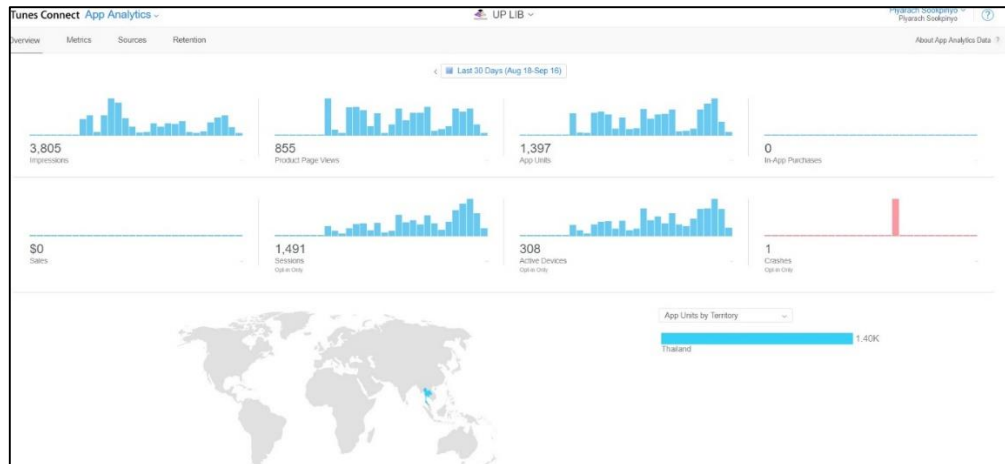 iTunes Connect App Analytics
UP LIB
Piyarach Sookpinyo
Piyarach Sookpinyo
?
Overview Metrics Sources Retention
About App Analytics Data ?
Last 30 Days (Aug 18-Sep 16)
3,805
Impressions
855
Product Page Views
1,397
App Units
0
In-App Purchases
$0
Sales
1,491
Sessions
Opt-in Only
308
Active Devices
Opt-in Only
1
Crashes
Opt-in Only
App Units by Territory
1.40K
Thailand